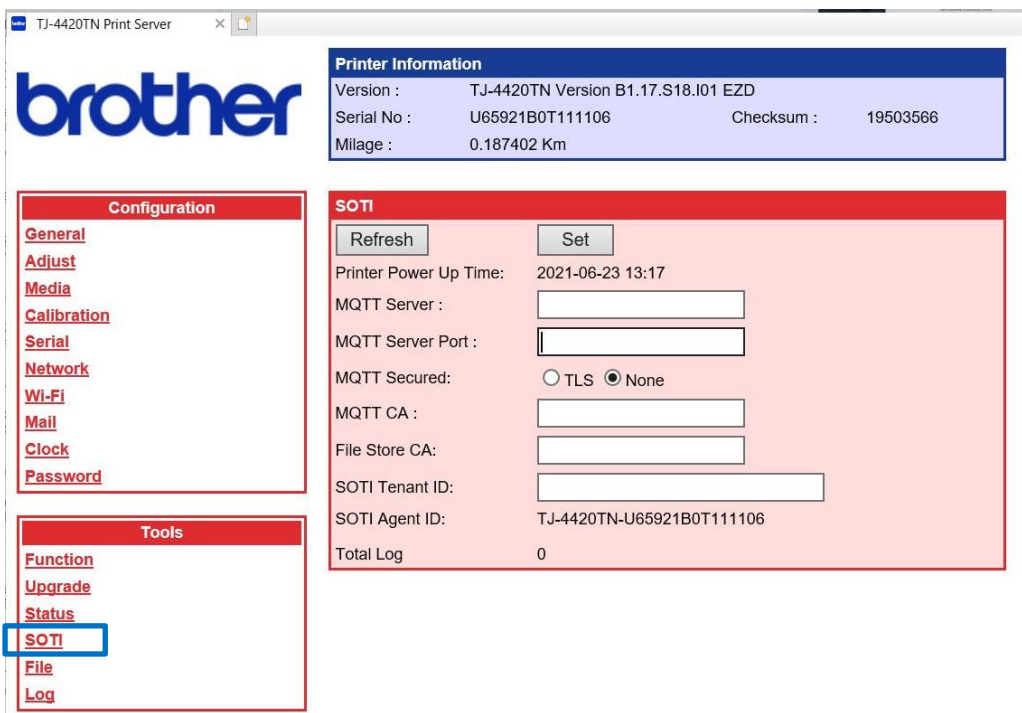 TJ-4420TN Print Server
brother
Printer Information
Version : TJ-4420TN Version B1.17.S18.I01 EZD
Serial No : U65921B0T111106 Checksum : 19503566
Milage : 0.187402 Km
Configuration
General
Adjust
Media
Calibration
Serial
Network
Wi-Fi
Mail
Clock
Password
Tools
Function
Upgrade
Status
SOTI
File
Log
SOTI
Refresh Set
Printer Power Up Time: 2021-06-23 13:17
MQTT Server :
MQTT Server Port :
MQTT Secured: TLS None
MQTT CA :
File Store CA:
SOTI Tenant ID:
SOTI Agent ID: TJ-4420TN-U65921B0T111106
Total Log 0